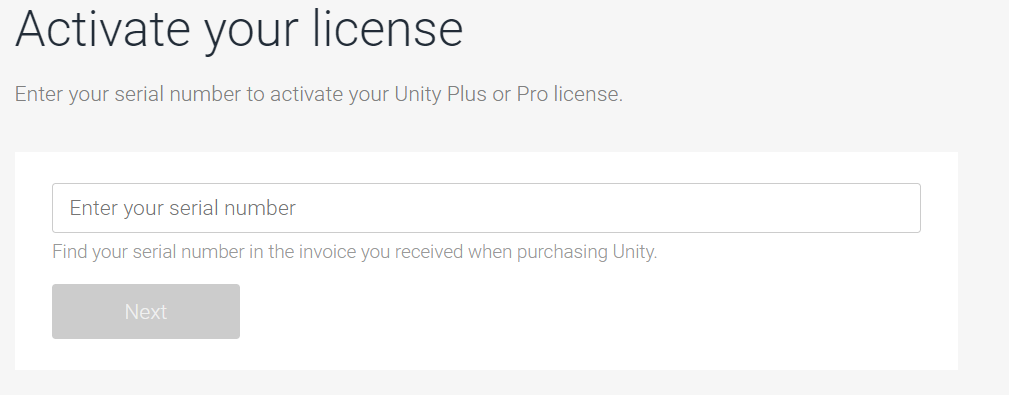 Activate your license
Enter your serial number to activate your Unity Plus or Pro license.
Enter your serial number
Find your serial number in the invoice you received when purchasing Unity.
Next